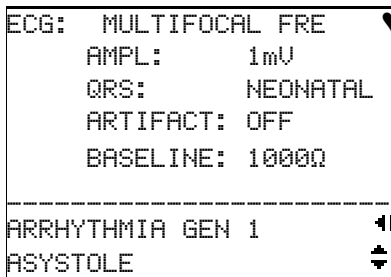 ECG: MULTIFOCAL FRE
AMPL: 1mV
QRS: NEONATAL
ARTIFACT: OFF
BASELINE: 1000Ω
ARRHYTHMIA GEN 1
ASYSTOLE